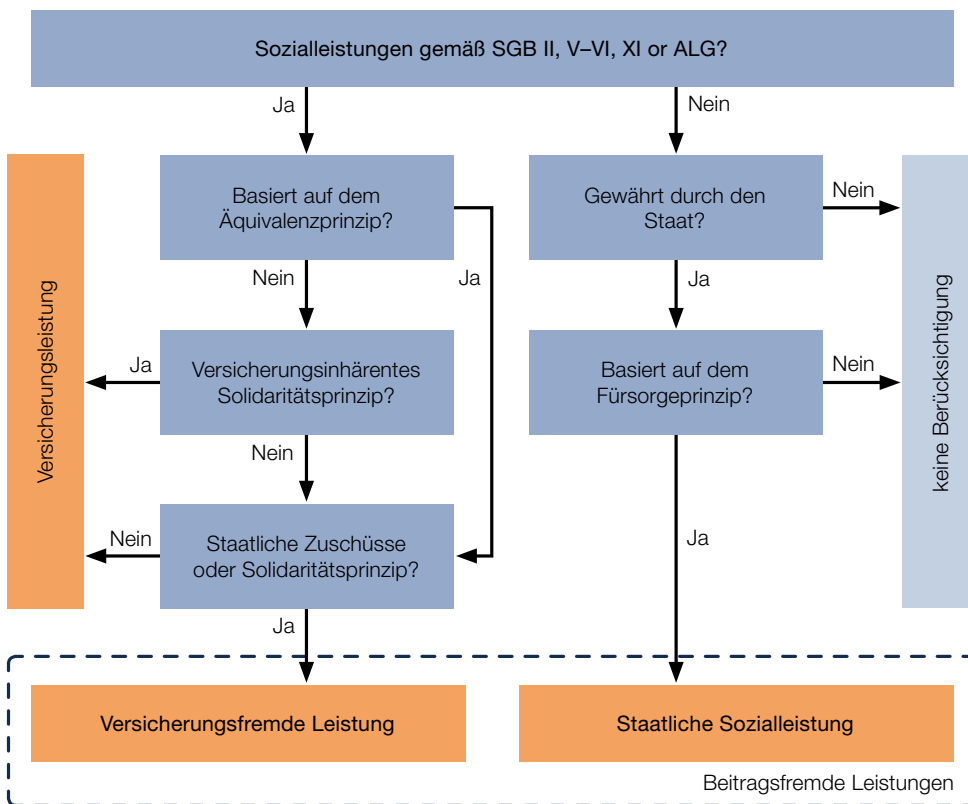 Sozialleistungen gemäß SGB II, V–VI, XI or ALG?
Ja
Nein
Basiert auf dem
Äquivalenzprinzip?
Gewährt durch den
Staat?
Nein
Nein
Ja
Ja
Versicherungsleistung
Ja
Versicherungsinhärentes
Solidaritätsprinzip?
Basiert auf dem
Fürsorgeprinzip?
Nein
keine Berücksichtigung
Nein
Nein
Staatliche Zuschüsse
oder Solidaritätsprinzip?
Ja
Ja
Versicherungsfremde Leistung
Staatliche Sozialleistung
Beitragsfremde Leistungen